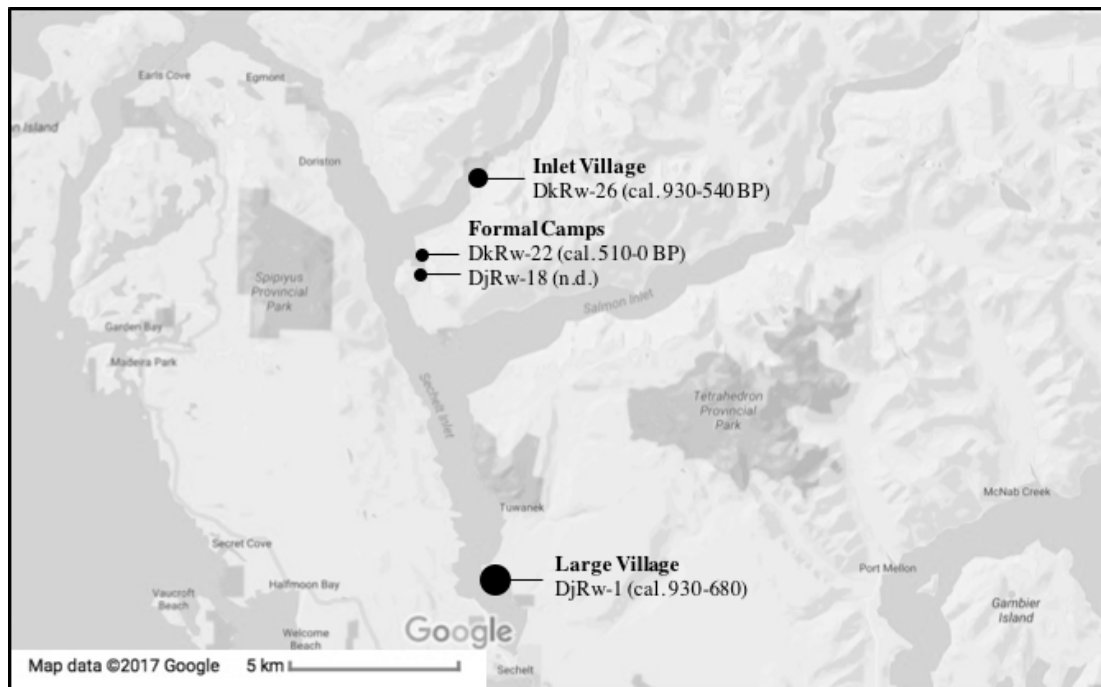 Earls Cove
Egmont
on Island
Doriston
Inlet Village
DkRw-26 (cal. 930-540 BP)
Formal Camps
DkRw-22 (cal. 510-0 BP)
DjRw-18 (n.d.)
Spipiyus
Provincial
Park
Salmon Inlet
Garden Bay
Madeira Park
Sechelt Inlet
Tetrahedron
Provincial
Park
McNab Creek
Tuwanek
Secret Cove
Large Village
DjRw-1 (cal. 930-680)
Port Mellon
Halfmoon Bay
Vaucroft
Beach
Gambier
Island
Welcome
Beach
Google
Map data ©2017 Google 5 km
Sechelt